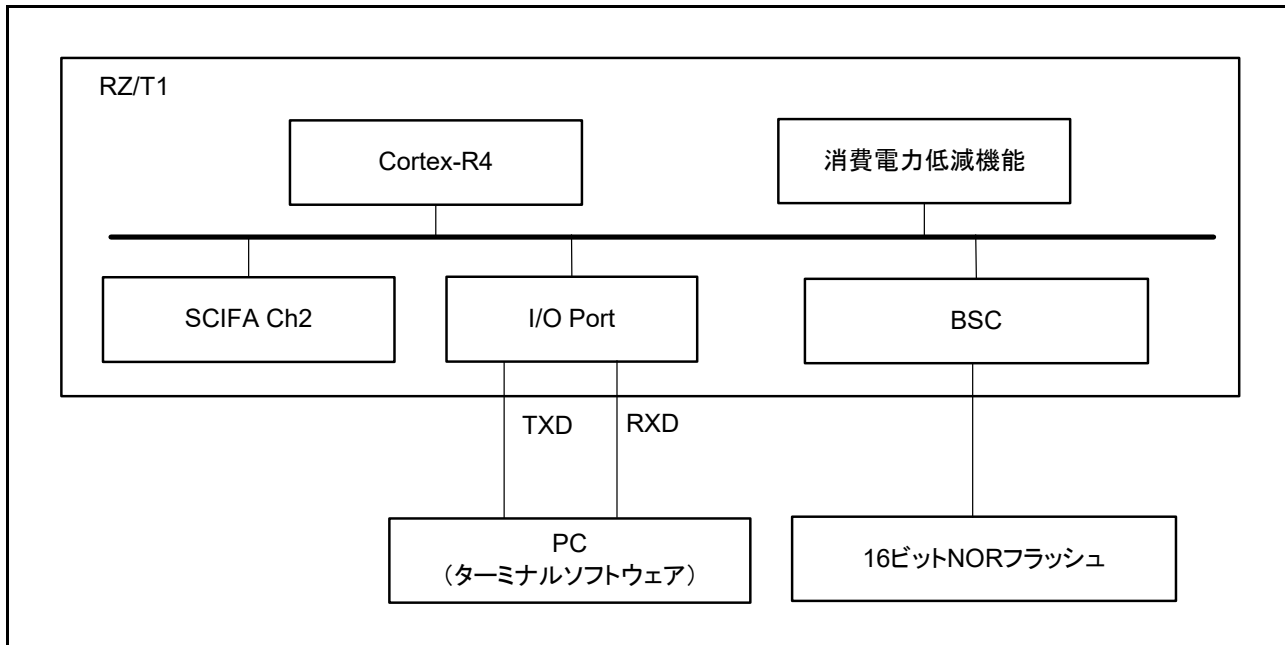 RZ/T1
Cortex-R4
消費電力低減機能
SCIFA Ch2
I/O Port
BSC
TXD
RXD
PC
（ターミナルソフトウェア）
16ビットNORフラッシュ